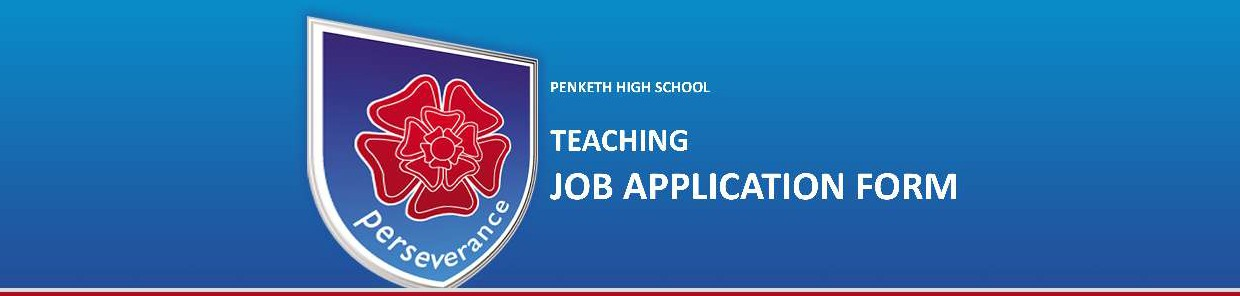 PENKETH HIGH SCHOOL
TEACHING
JOB APPLICATION FORM
perseverance